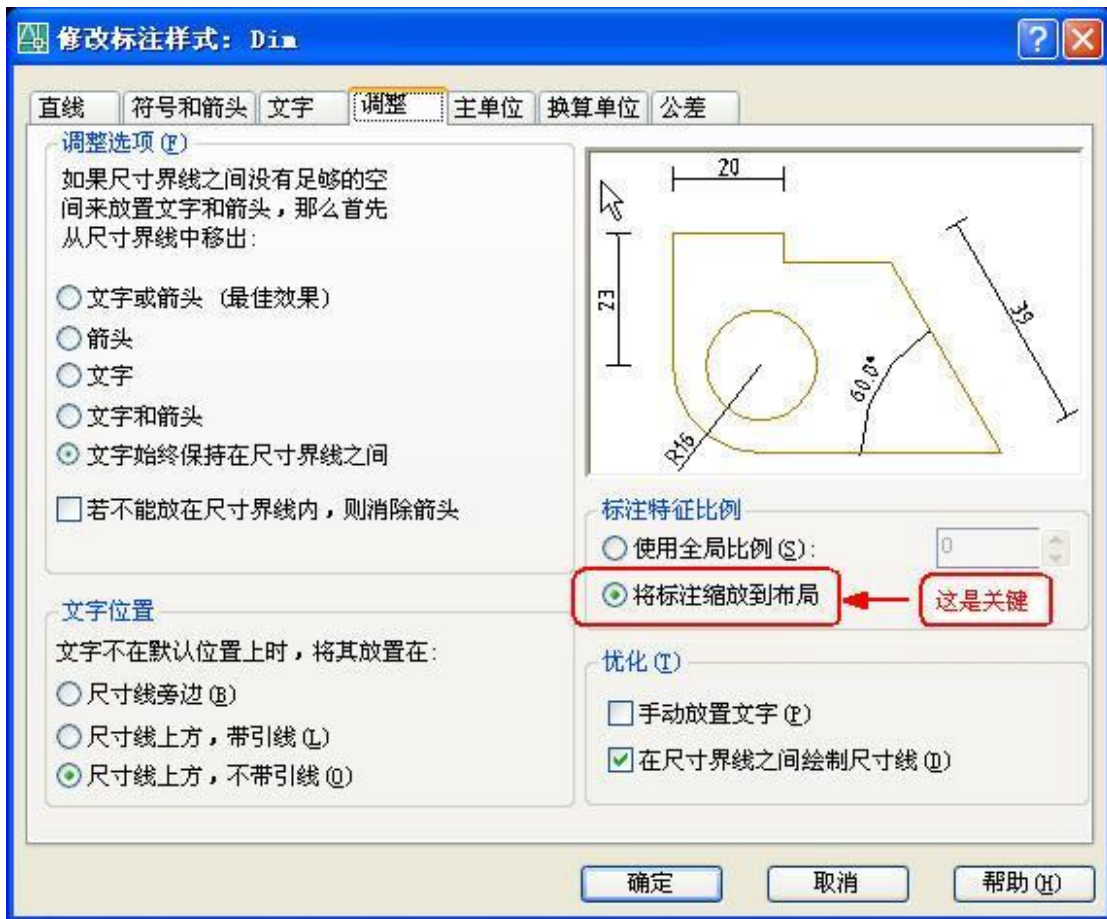 修改标注样式: Dim
直线 符号和箭头 文字 调整 主单位 换算单位 公差
调整选项(F)
如果尺寸界线之间没有足够的空
间来放置文字和箭头，那么首先
从尺寸界线中移出:
文字或箭头 (最佳效果)
箭头
文字
文字和箭头
文字始终保持在尺寸界线之间
若不能放在尺寸界线内，则消除箭头
文字位置
文字不在默认位置上时，将其放置在:
尺寸线旁边(B)
尺寸线上方，带引线(L)
尺寸线上方，不带引线(O)
20
23
39
60.0°
R16
标注特征比例
使用全局比例(S): 0
将标注缩放到布局
这是关键
优化(T)
手动放置文字(P)
在尺寸界线之间绘制尺寸线(D)
确定 取消 帮助(H)